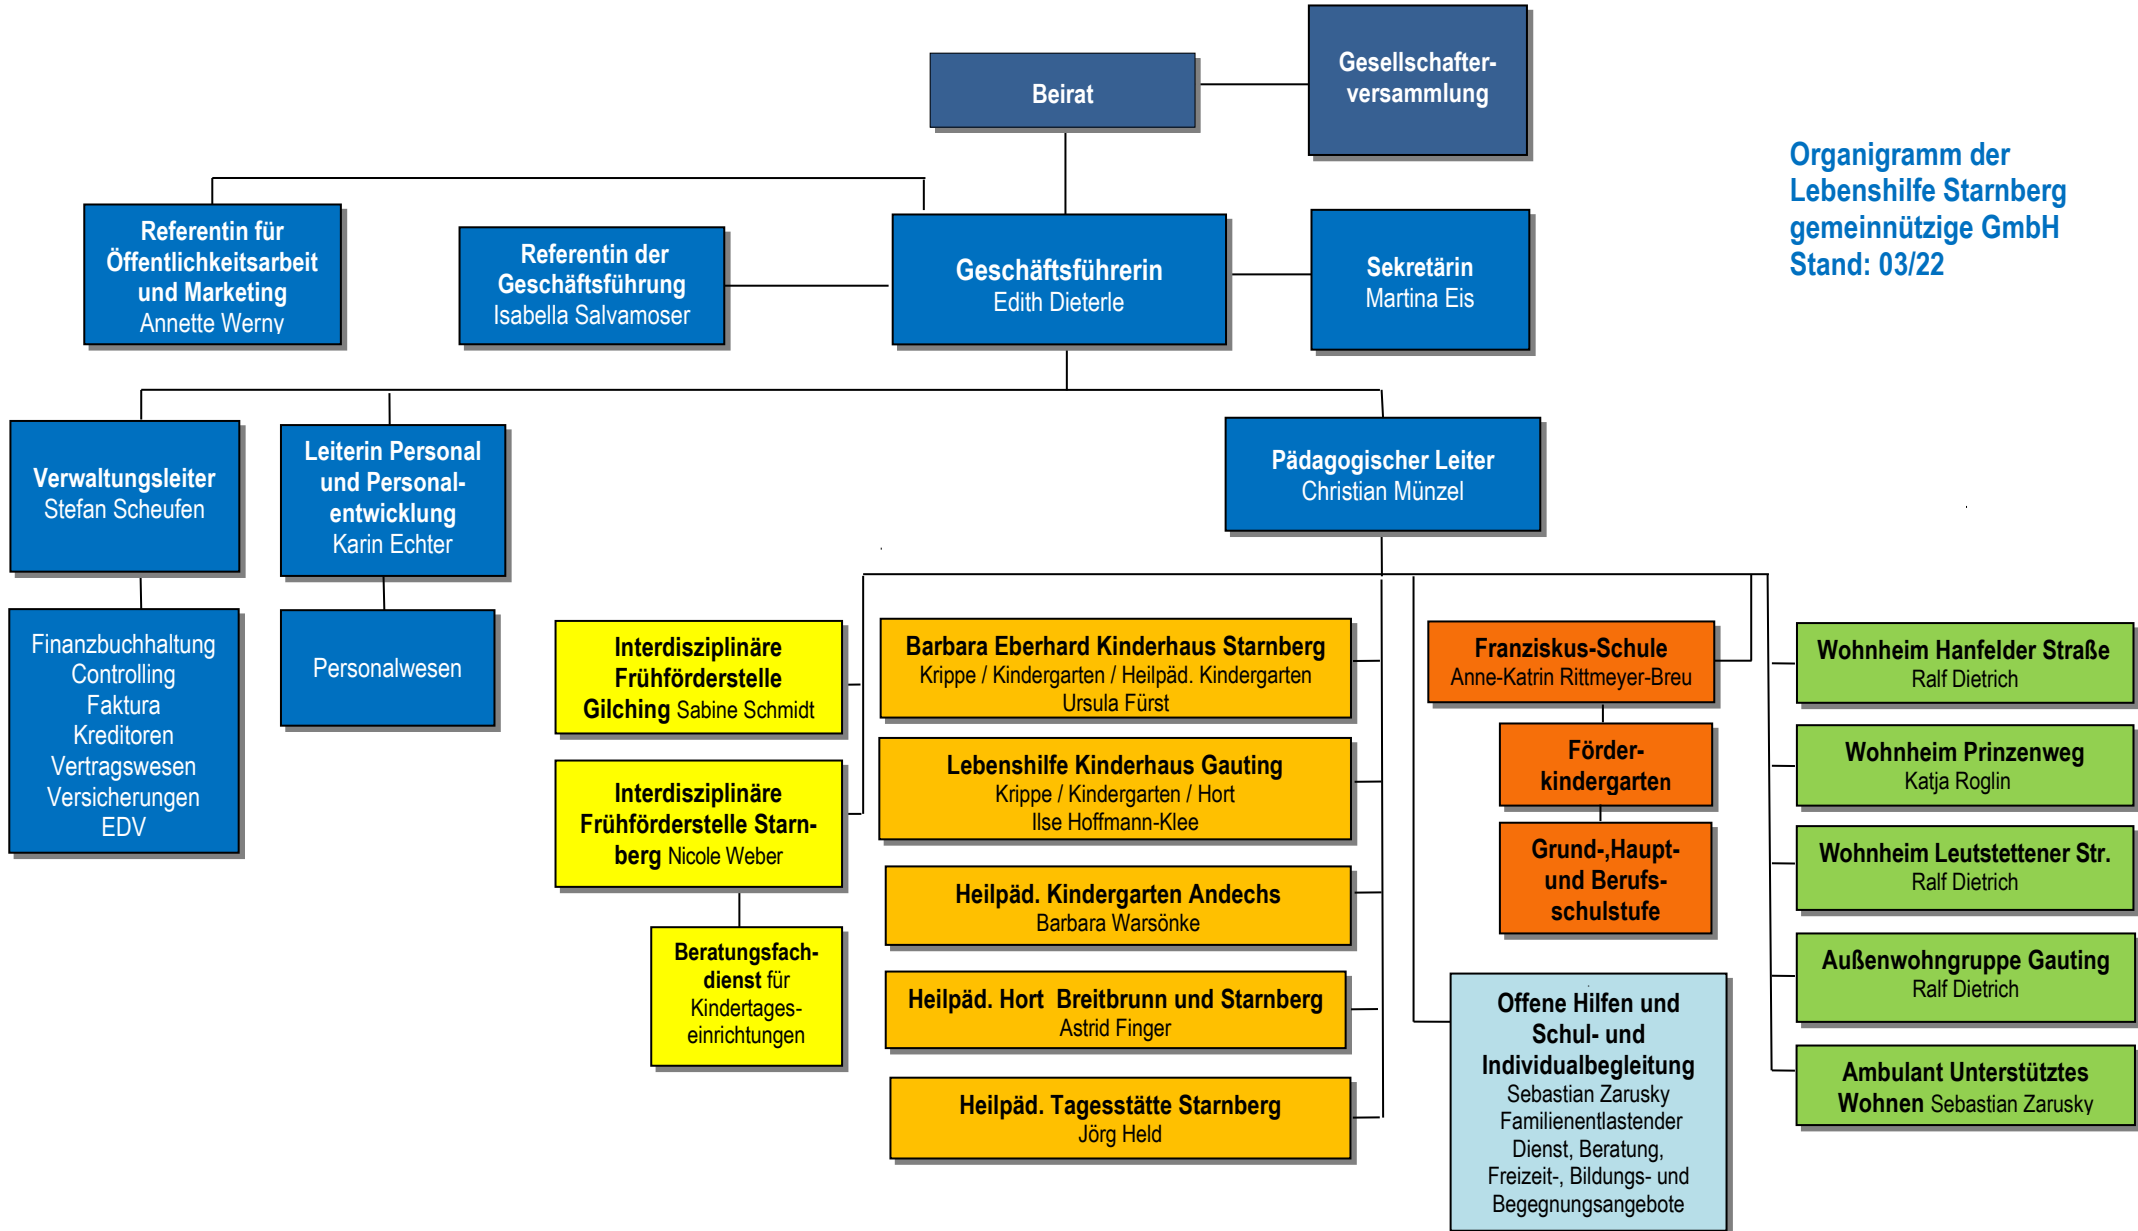 Beirat
Gesellschafter-
versammlung
Organigramm der
Lebenshilfe Starnberg
gemeinnützige GmbH
Stand: 03/22
Referentin für
Öffentlichkeitsarbeit
und Marketing
Annette Werny
Referentin der
Geschäftsführung
Isabella Salvamoser
Geschäftsführerin
Edith Dieterle
Sekretärin
Martina Eis
Verwaltungsleiter
Stefan Scheufen
Leiterin Personal
und Personal-
entwicklung
Karin Echter
Pädagogischer Leiter
Christian Münzel
Finanzbuchhaltung
Controlling
Faktura
Kreditoren
Vertragswesen
Versicherungen
EDV
Personalwesen
Interdisziplinäre
Frühförderstelle
Gilching Sabine Schmidt
Interdisziplinäre
Frühförderstelle Starn-
berg Nicole Weber
Beratungsfach-
dienst für
Kindertages-
einrichtungen
Barbara Eberhard Kinderhaus Starnberg
Krippe / Kindergarten / Heilpäd. Kindergarten
Ursula Fürst
Lebenshilfe Kinderhaus Gauting
Krippe / Kindergarten / Hort
Ilse Hoffmann-Klee
Heilpäd. Kindergarten Andechs
Barbara Warsönke
Heilpäd. Hort  Breitbrunn und Starnberg
Astrid Finger
Heilpäd. Tagesstätte Starnberg
Jörg Held
Franziskus-Schule
Anne-Katrin Rittmeyer-Breu
Förder-
kindergarten
Grund-,Haupt-
und Berufs-
schulstufe
Offene Hilfen und
Schul- und
Individualbegleitung
Sebastian Zarusky
Familienentlastender
Dienst, Beratung,
Freizeit-, Bildungs- und
Begegnungsangebote
Wohnheim Hanfelder Straße
Ralf Dietrich
Wohnheim Prinzenweg
Katja Roglin
Wohnheim Leutstettener Str.
Ralf Dietrich
Außenwohngruppe Gauting
Ralf Dietrich
Ambulant Unterstütztes
Wohnen Sebastian Zarusky